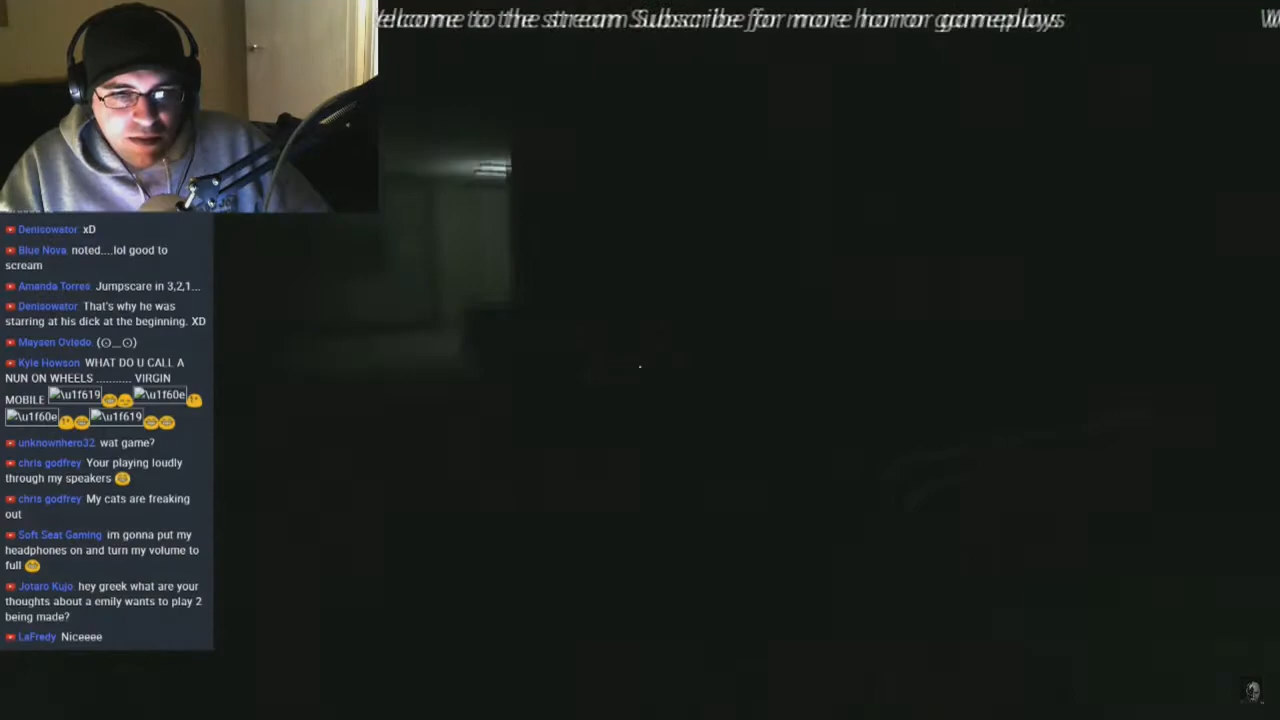 elcome to the stream Subscribe for more horror gameplays W
Denisowator xD
Blue Nova noted....lol good to
scream
Amanda Torres Jumpscare in 3,2,1...
Denisowator That's why he was
starring at his dick at the beginning. XD
Maysen Oviedo (⊙_⊙)
Kyle Howson WHAT DO U CALL A
NUN ON WHEELS ........... VIRGIN
MOBILE \u1f619 😂😏 \u1f60e 🤔
\u1f60e 🤔😂 \u1f619 😂😂
unknownhero32 wat game?
chris godfrey Your playing loudly
through my speakers 😂
chris godfrey My cats are freaking
out
Soft Seat Gaming im gonna put my
headphones on and turn my volume to
full 😂
Jotaro Kujo hey greek what are your
thoughts about a emily wants to play 2
being made?
LaFredy Niceeee